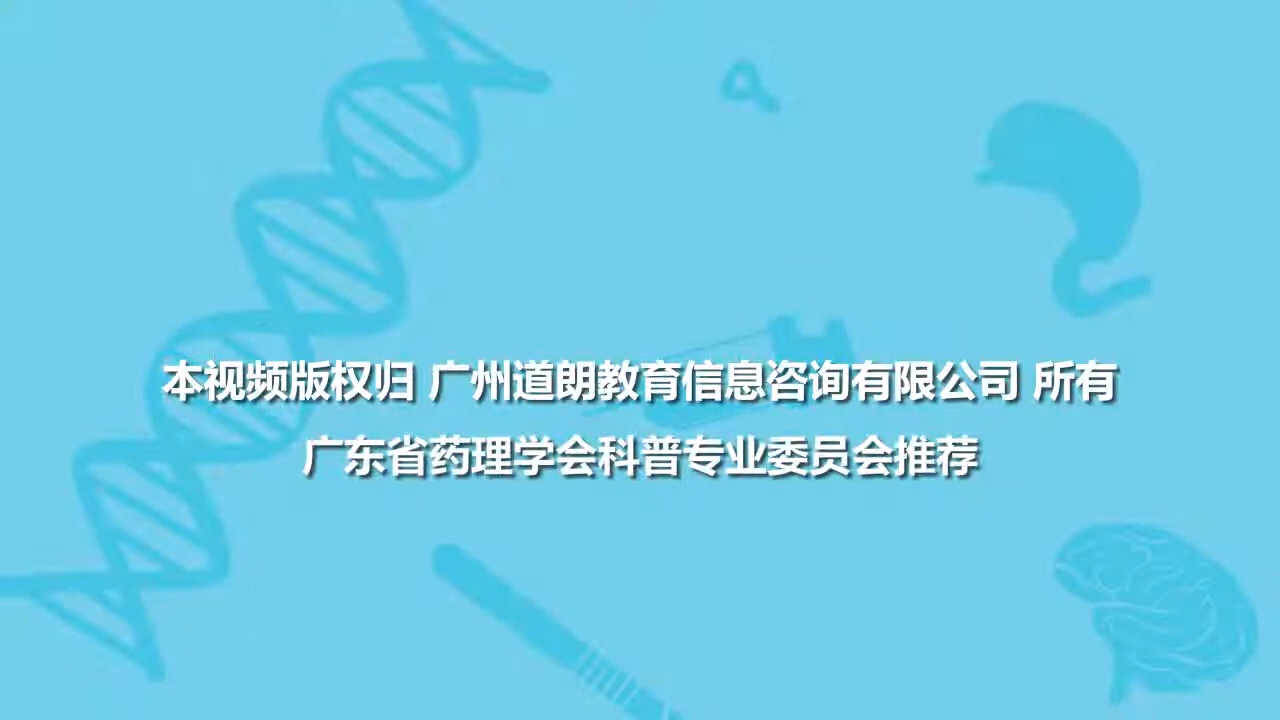 本视频版权归 广州道朗教育信息咨询有限公司 所有
广东省药理学会科普专业委员会推荐